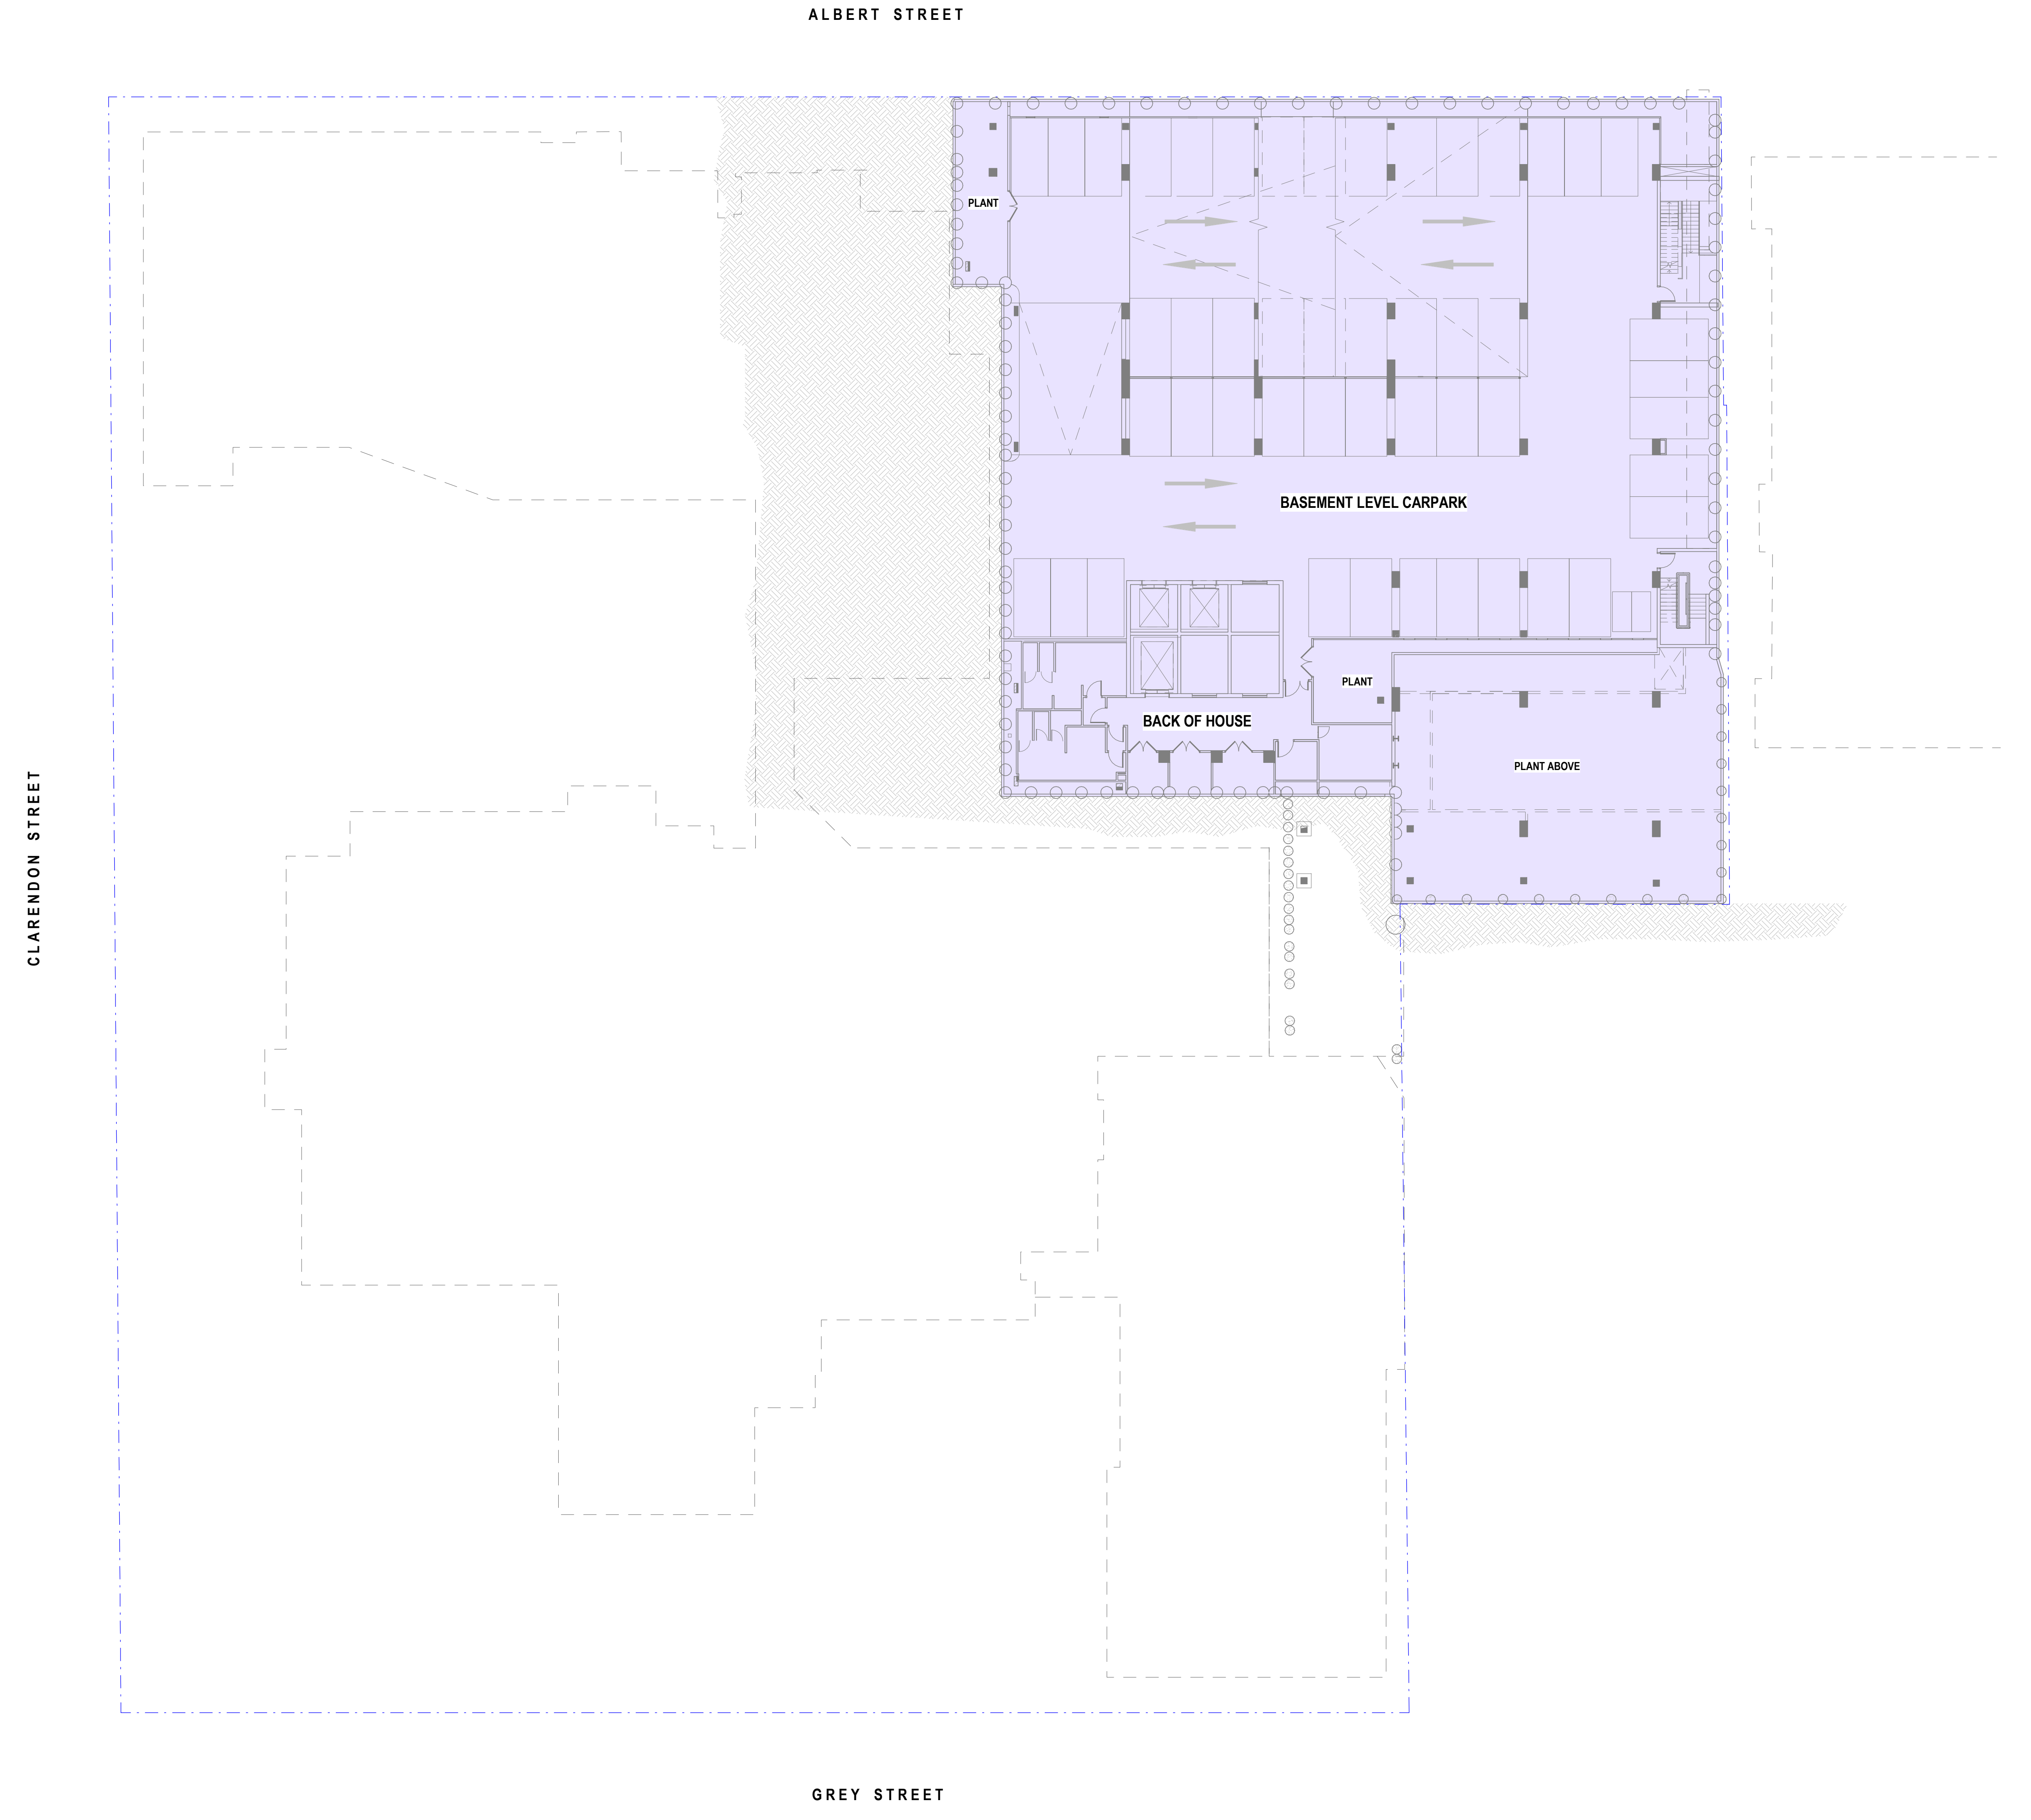 ALBERT STREET
PLANT
BASEMENT LEVEL CARPARK
PLANT
BACK OF HOUSE
PLANT ABOVE
CLARENDON STREET
GREY STREET